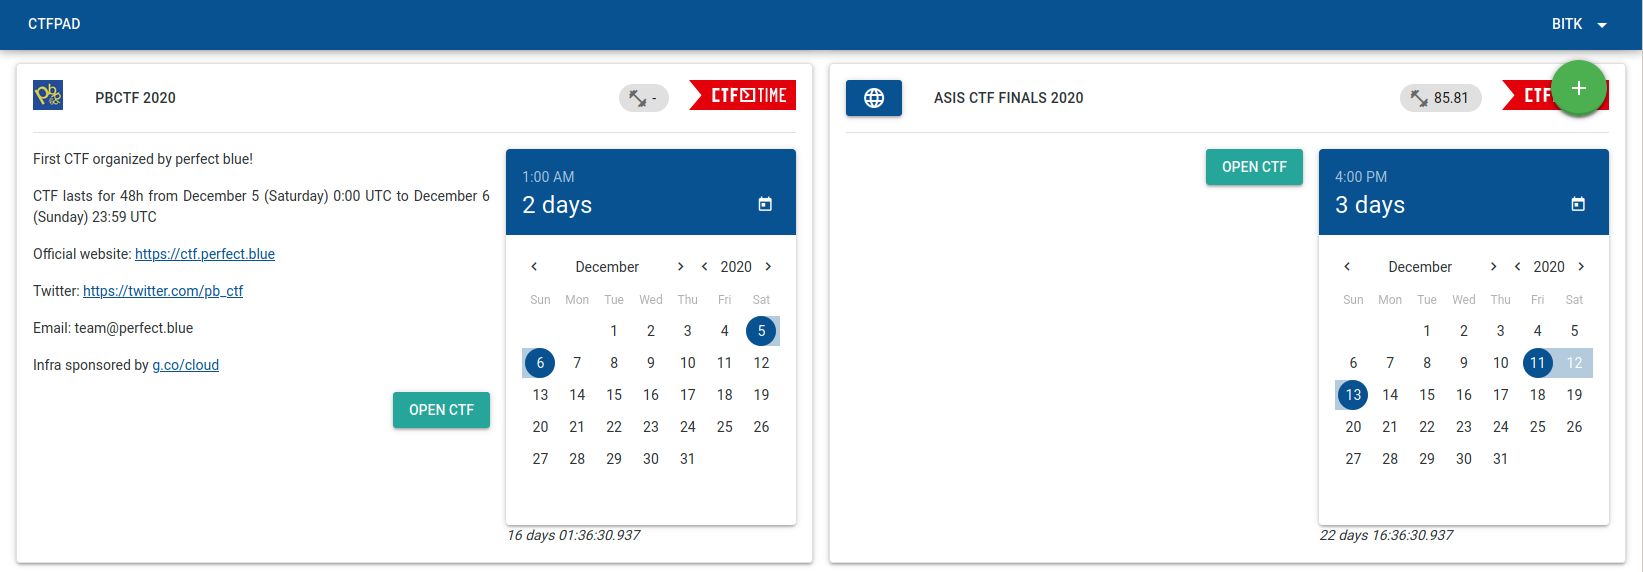 CTFPAD
BITK
PBCTF 2020
-
CTF TIME
First CTF organized by perfect blue!
CTF lasts for 48h from December 5 (Saturday) 0:00 UTC to December 6
(Sunday) 23:59 UTC
Official website: https://ctf.perfect.blue
Twitter: https://twitter.com/pb_ctf
Email: team@perfect.blue
Infra sponsored by g.co/cloud
OPEN CTF
1:00 AM
2 days
December 2020
Sun Mon Tue Wed Thu Fri Sat
1 2 3 4 5
6 7 8 9 10 11 12
13 14 15 16 17 18 19
20 21 22 23 24 25 26
27 28 29 30 31
16 days 01:36:30.937
ASIS CTF FINALS 2020
85.81
CTF
+
OPEN CTF
4:00 PM
3 days
December 2020
Sun Mon Tue Wed Thu Fri Sat
1 2 3 4 5
6 7 8 9 10 11 12
13 14 15 16 17 18 19
20 21 22 23 24 25 26
27 28 29 30 31
22 days 16:36:30.937